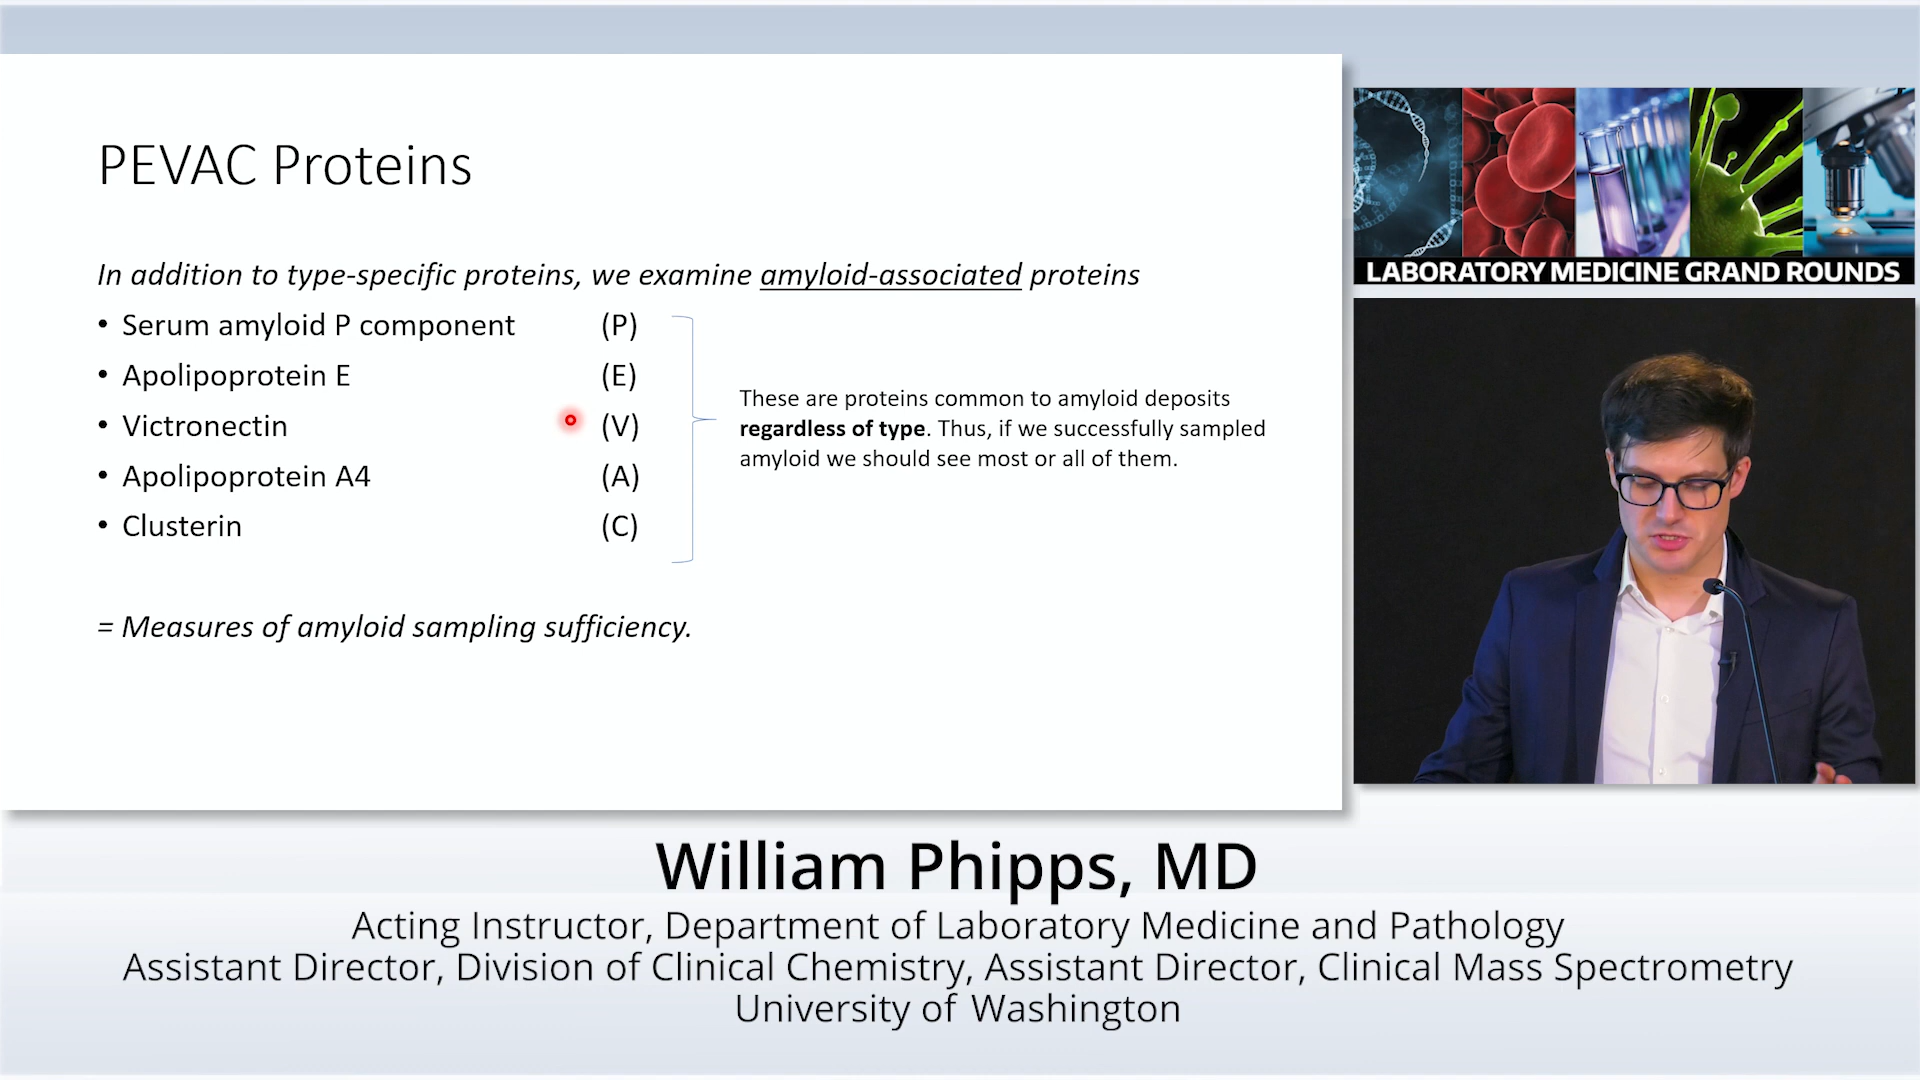 PEVAC Proteins
In addition to type-specific proteins, we examine amyloid-associated proteins
• Serum amyloid P component (P)
• Apolipoprotein E (E)
• Victronectin (V)
• Apolipoprotein A4 (A)
• Clusterin (C)
These are proteins common to amyloid deposits
regardless of type. Thus, if we successfully sampled
amyloid we should see most or all of them.
= Measures of amyloid sampling sufficiency.
LABORATORY MEDICINE GRAND ROUNDS
William Phipps, MD
Acting Instructor, Department of Laboratory Medicine and Pathology
Assistant Director, Division of Clinical Chemistry, Assistant Director, Clinical Mass Spectrometry
University of Washington